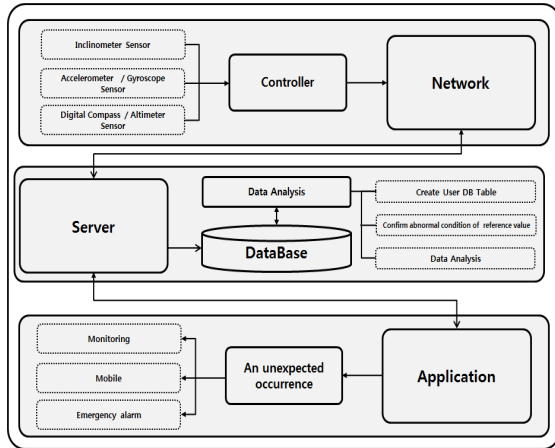 Inclinometer Sensor
Accelerometer / Gyroscope
Sensor
Digital Compass / Altimeter
Sensor
Controller
Network
Server
Data Analysis
DataBase
Create User DB Table
Confirm abnormal condition of reference value
Data Analysis
Monitoring
Mobile
Emergency alarm
An unexpected
occurrence
Application